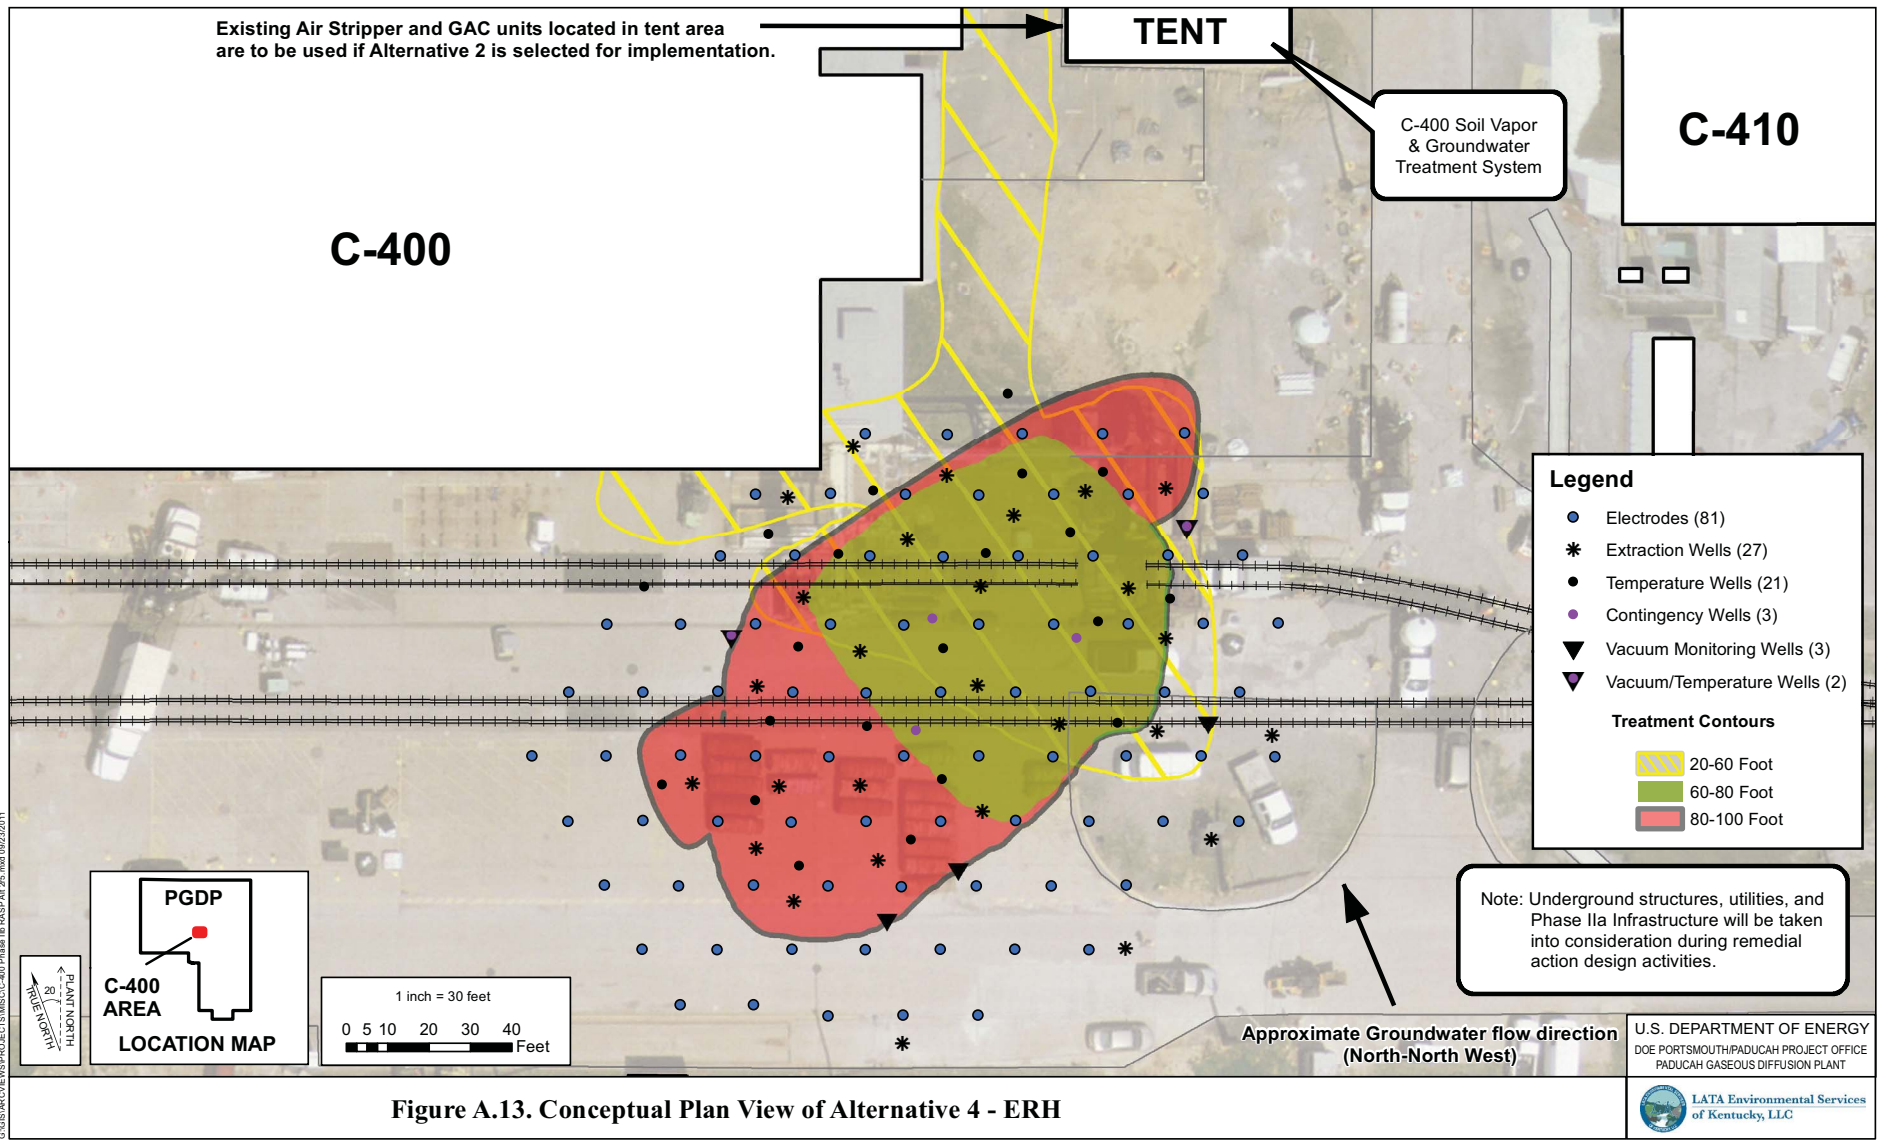 Existing Air Stripper and GAC units located in tent area
are to be used if Alternative 2 is selected for implementation.
TENT
C-400 Soil Vapor
& Groundwater
Treatment System
C-410
C-400
Legend
Electrodes (81)
Extraction Wells (27)
Temperature Wells (21)
Contingency Wells (3)
Vacuum Monitoring Wells (3)
Vacuum/Temperature Wells (2)
Treatment Contours
20-60 Foot
60-80 Foot
80-100 Foot
Note: Underground structures, utilities, and
Phase IIa Infrastructure will be taken
into consideration during remedial
action design activities.
PGDP
C-400
AREA
LOCATION MAP
PLANT NORTH
20
TRUE NORTH
1 inch = 30 feet
0 5 10 20 30 40
Feet
Approximate Groundwater flow direction
(North-North West)
U.S. DEPARTMENT OF ENERGY
DOE PORTSMOUTH/PADUCAH PROJECT OFFICE
PADUCAH GASEOUS DIFFUSION PLANT
Figure A.13. Conceptual Plan View of Alternative 4 - ERH
LATA Environmental Services
of Kentucky, LLC